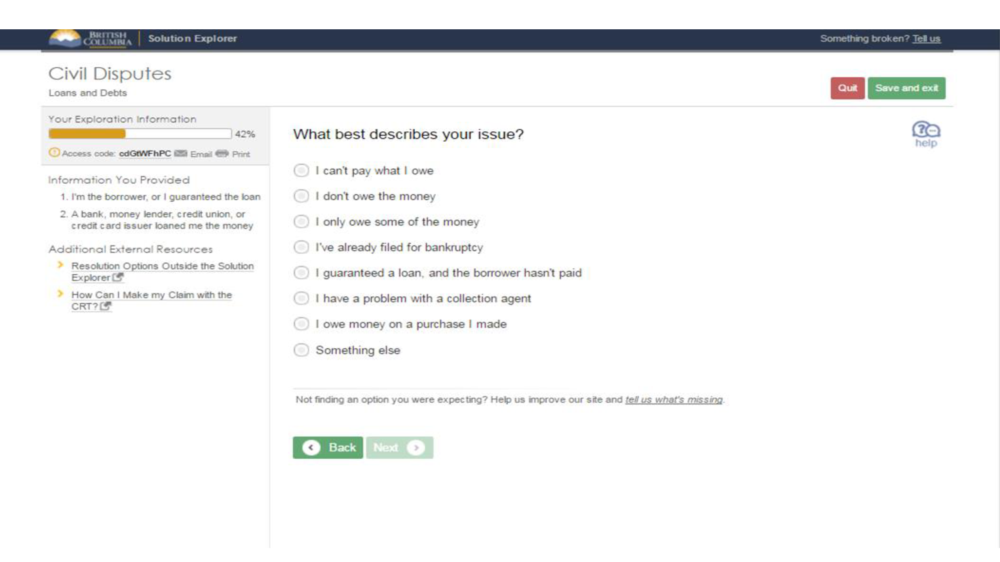 BRITISH COLUMBIA
Solution Explorer
Something broken? Tell us
Civil Disputes
Loans and Debts
Quit
Save and exit
Your Exploration Information
42%
Access code: cdGtWFhPC Email Print
Information You Provided
1. I'm the borrower, or I guaranteed the loan
2. A bank, money lender, credit union, or
credit card issuer loaned me the money
Additional External Resources
Resolution Options Outside the Solution
Explorer
How Can I Make my Claim with the
CRT?
What best describes your issue?
help
I can't pay what I owe
I don't owe the money
I only owe some of the money
I've already filed for bankruptcy
I guaranteed a loan, and the borrower hasn't paid
I have a problem with a collection agent
I owe money on a purchase I made
Something else
Not finding an option you were expecting? Help us improve our site and tell us what's missing.
Back
Next